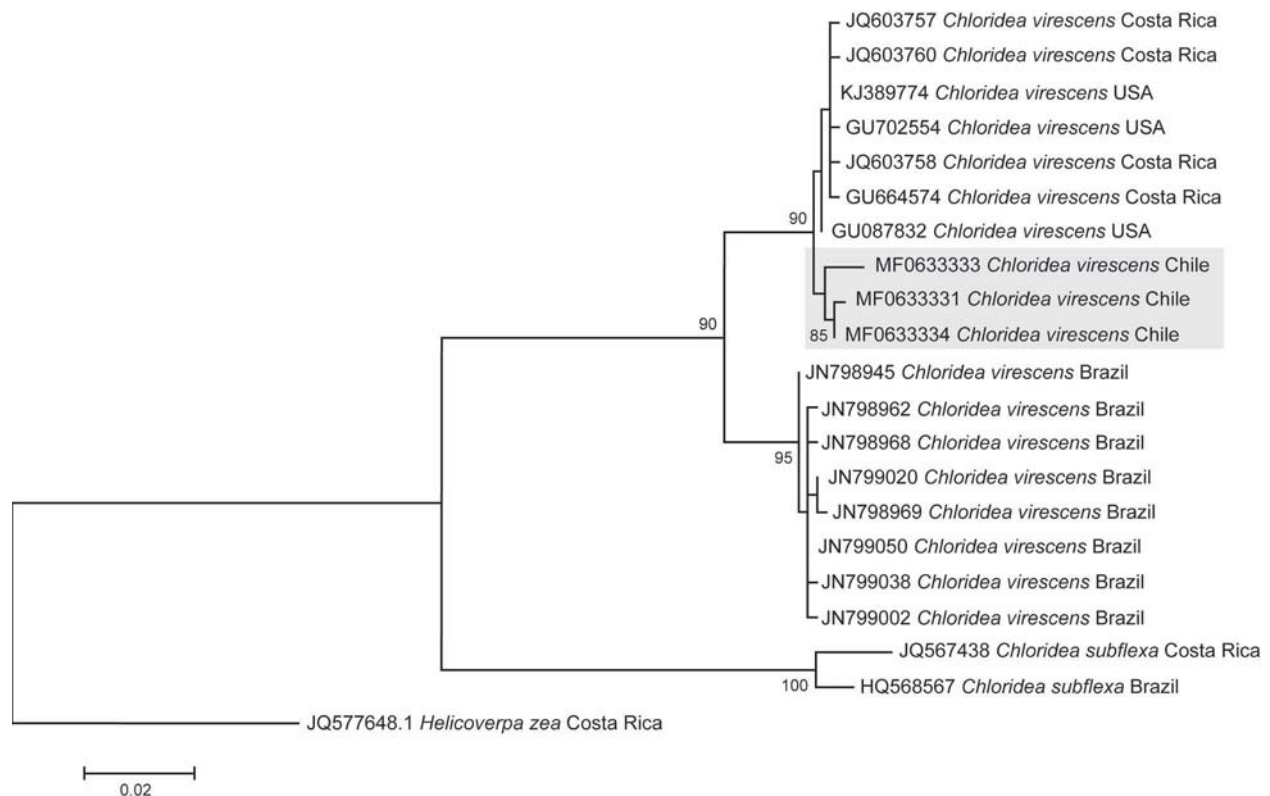 JQ603757 Chloridea virescens Costa Rica
JQ603760 Chloridea virescens Costa Rica
KJ389774 Chloridea virescens USA
GU702554 Chloridea virescens USA
JQ603758 Chloridea virescens Costa Rica
GU664574 Chloridea virescens Costa Rica
90
GU087832 Chloridea virescens USA
MF0633333 Chloridea virescens Chile
MF0633331 Chloridea virescens Chile
90
85
MF0633334 Chloridea virescens Chile
JN798945 Chloridea virescens Brazil
JN798962 Chloridea virescens Brazil
JN798968 Chloridea virescens Brazil
95
JN799020 Chloridea virescens Brazil
JN798969 Chloridea virescens Brazil
JN799050 Chloridea virescens Brazil
JN799038 Chloridea virescens Brazil
JN799002 Chloridea virescens Brazil
JQ567438 Chloridea subflexa Costa Rica
100
HQ568567 Chloridea subflexa Brazil
JQ577648.1 Helicoverpa zea Costa Rica
0.02